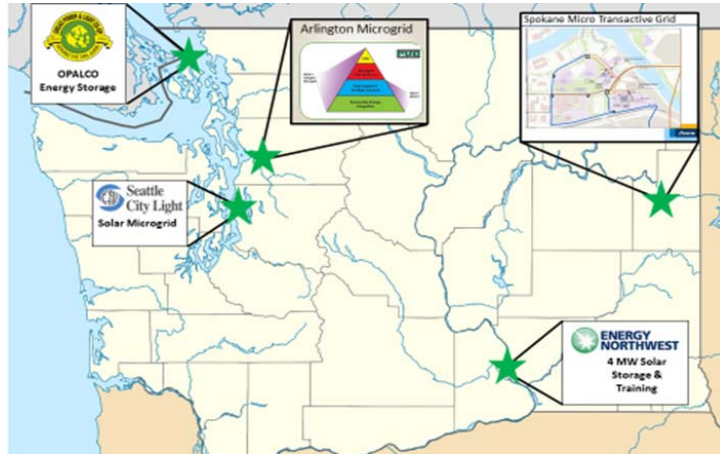 OPALCO
Energy Storage
Arlington Microgrid
PUD
Spokane Micro Transactive Grid
Seattle
City Light
Solar Microgrid
ENERGY
NORTHWEST
4 MW Solar
Storage &
Training